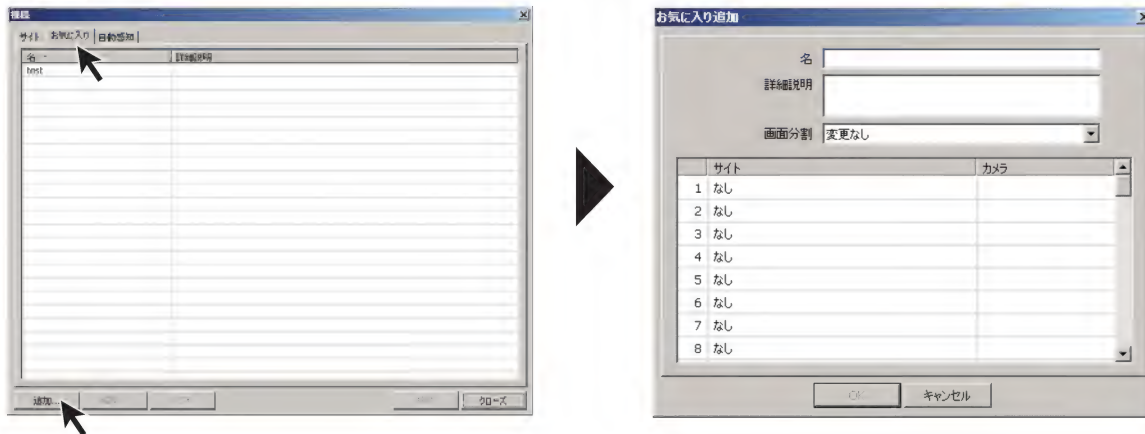 接続
サイト お気に入り 自動感知
名 詳細説明
test
追加...
クローズ
お気に入り追加
名
詳細説明
画面分割 変更なし
サイト カメラ
1 なし
2 なし
3 なし
4 なし
5 なし
6 なし
7 なし
8 なし
OK キャンセル